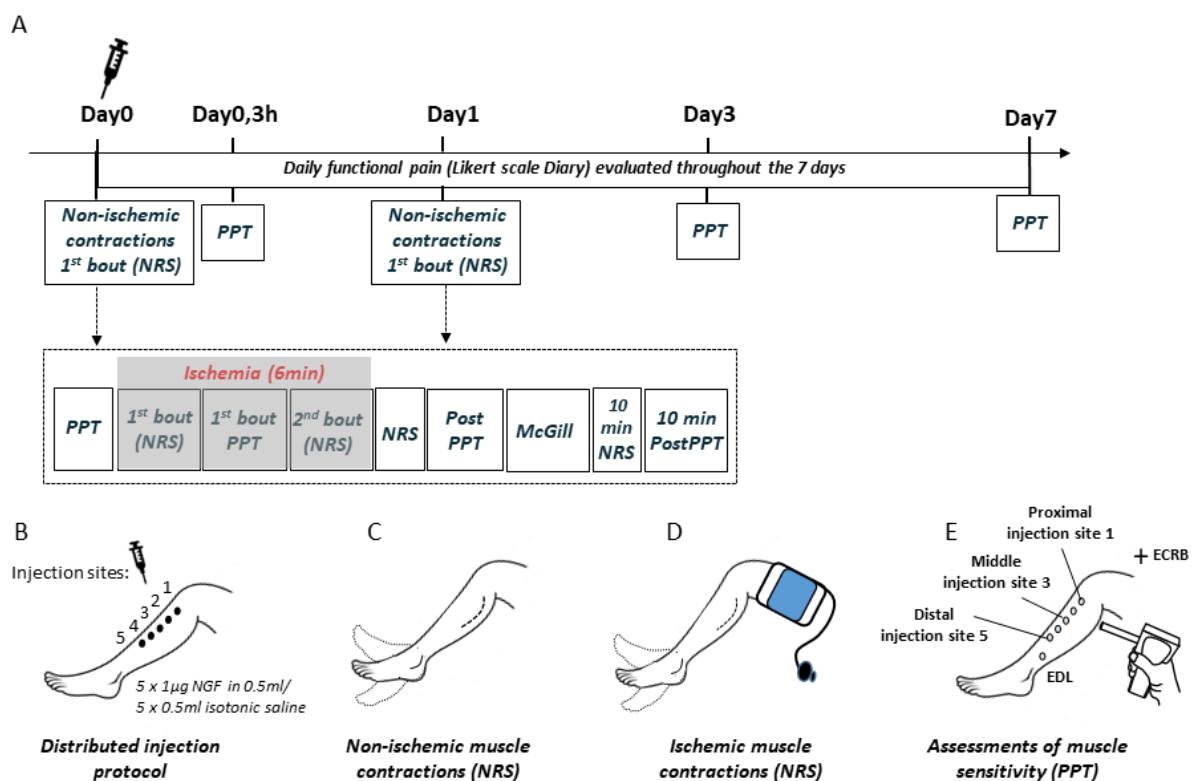 A
Day0
Day0,3h
Day1
Day3
Day7
Daily functional pain (Likert scale Diary) evaluated throughout the 7 days
Non-ischemic
contractions
1st bout (NRS)
PPT
Non-ischemic
contractions
1st bout (NRS)
PPT
PPT
Ischemia (6min)
PPT
1st bout
(NRS)
1st bout
PPT
2nd bout
(NRS)
NRS
Post
PPT
McGill
10
min
NRS
10 min
PostPPT
B
Injection sites:
1
2
3
4
5
5 x 1µg NGF in 0.5ml/
5 x 0.5ml isotonic saline
Distributed injection
protocol
C
Non-ischemic muscle
contractions (NRS)
D
Ischemic muscle
contractions (NRS)
E
Proximal
injection site 1
+ ECRB
Middle
injection site 3
Distal
injection site 5
EDL
Assessments of muscle
sensitivity (PPT)